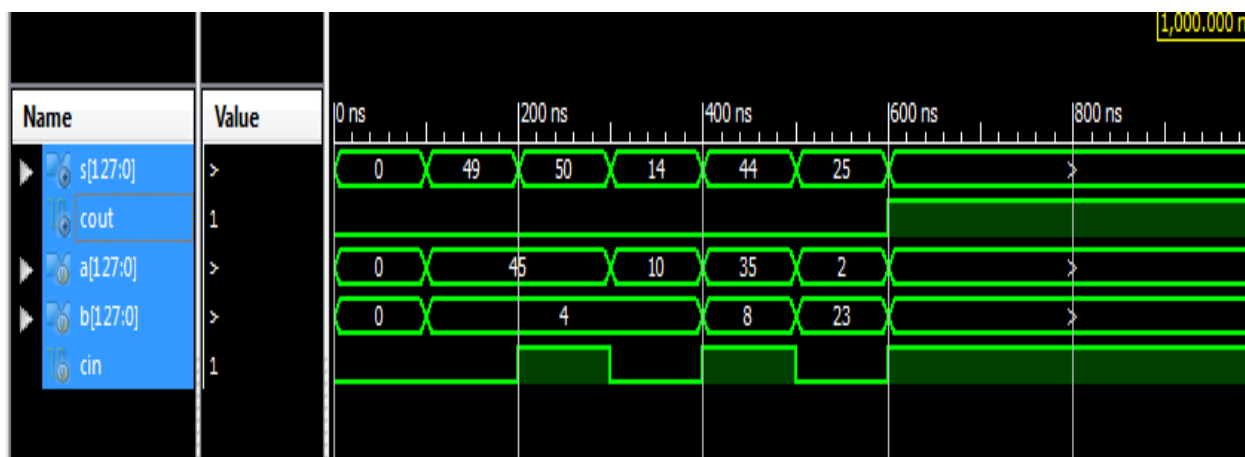 1,000.000 n
Name Value 0 ns 200 ns 400 ns 600 ns 800 ns
s[127:0] > 0 49 50 14 44 25 >
cout 1
a[127:0] > 0 45 10 35 2 >
b[127:0] > 0 4 8 23 >
cin 1